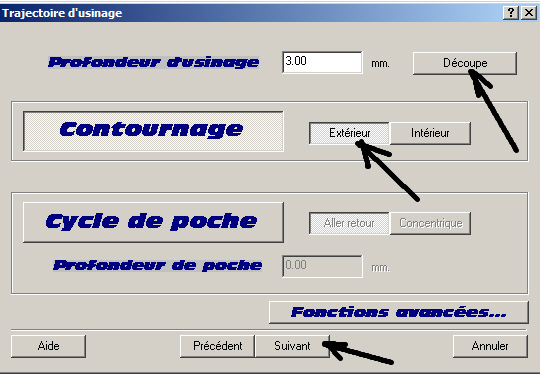 Trajectoire d'usinage
Profondeur d'usinage 3.00 mm. Découpe
Contournage Extérieur Intérieur
Cycle de poche Aller retour Concentrique
Profondeur de poche 0.00 mm.
Fonctions avancées...
Aide Précédent Suivant Annuler